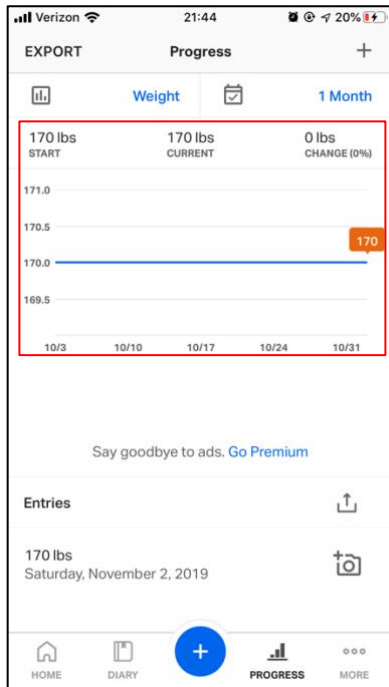 Verizon 21:44 20%
EXPORT Progress +
Weight 1 Month
170 lbs 170 lbs 0 lbs
START CURRENT CHANGE (0%)
171.0
170.5
170
170.0
169.5
10/3 10/10 10/17 10/24 10/31
Say goodbye to ads. Go Premium
Entries
170 lbs
Saturday, November 2, 2019
HOME DIARY + PROGRESS MORE